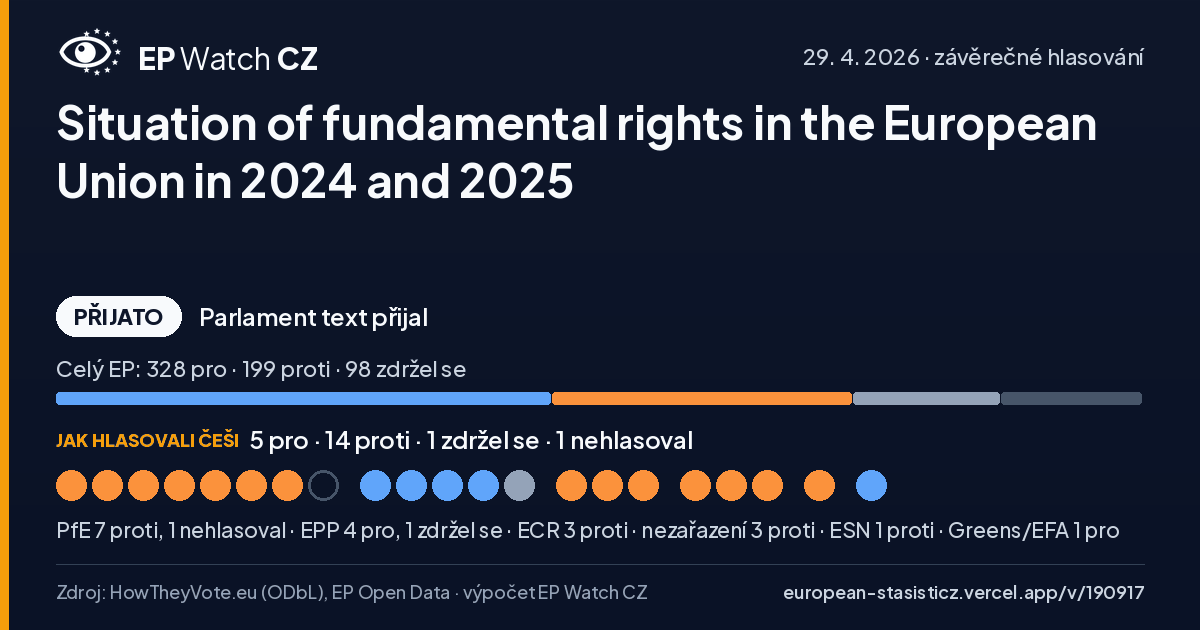 EP Watch CZ
29. 4. 2026 · závěrečné hlasování
Situation of fundamental rights in the European
Union in 2024 and 2025
PŘIJATO Parlament text přijal
Celý EP: 328 pro · 199 proti · 98 zdržel se
JAK HLASOVALI ČEŠI 5 pro · 14 proti · 1 zdržel se · 1 nehlasoval
PfE 7 proti, 1 nehlasoval · EPP 4 pro, 1 zdržel se · ECR 3 proti · nezařazení 3 proti · ESN 1 proti · Greens/EFA 1 pro
Zdroj: HowTheyVote.eu (ODbL), EP Open Data · výpočet EP Watch CZ
european-stasisticz.vercel.app/v/190917